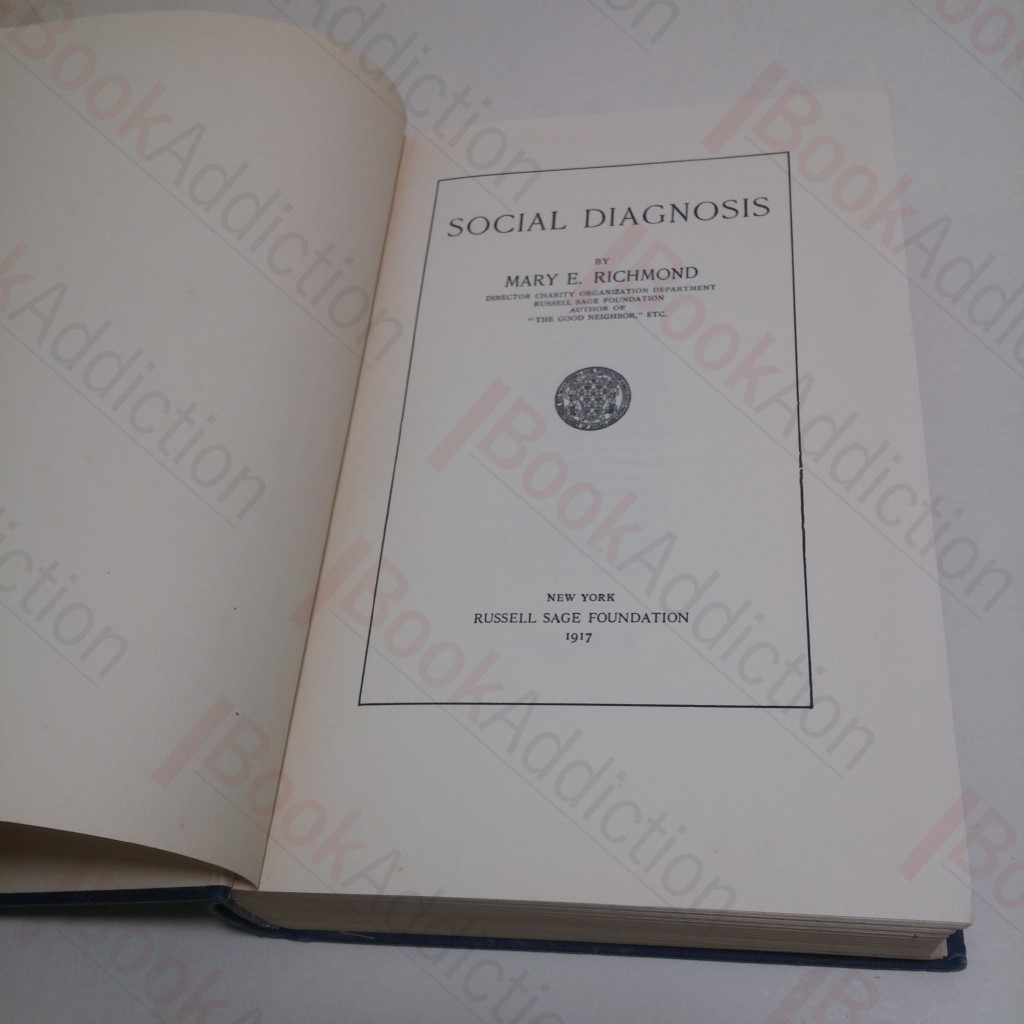 SOCIAL DIAGNOSIS
BY
MARY E. RICHMOND
DIRECTOR CHARITY ORGANIZATION DEPARTMENT
RUSSELL SAGE FOUNDATION
AUTHOR OF
"THE GOOD NEIGHBOR," ETC.
NEW YORK
RUSSELL SAGE FOUNDATION
1917
BookAddiction